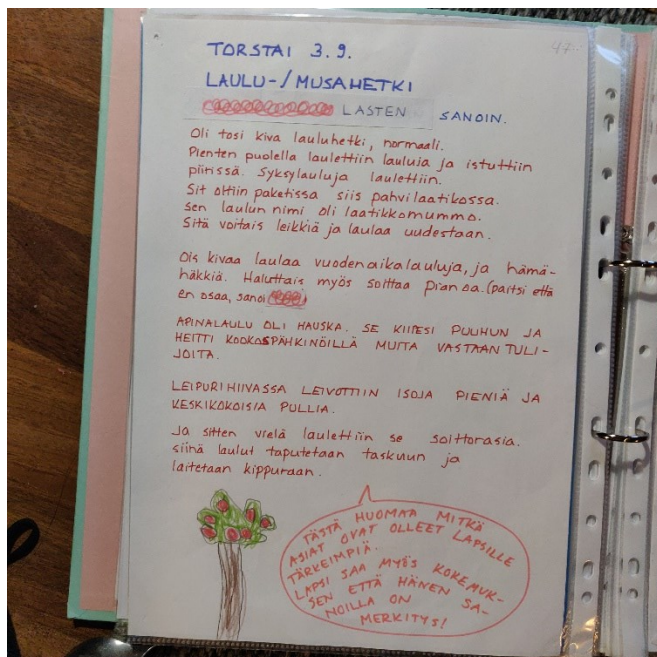 47.
TORSTAI 3.9.
LAULU-/MUSAHETKI
LASTEN SANOIN.
Oli tosi kiva lauluhetki, normaali.
Pienten puolella laulettiin lauluja ja istuttiin
piirissä. Syksylauluja laulettiin.
Sit oltiin paketissa siis pahvilaatikossa.
Sen laulun nimi oli laatikkomummo.
Sitä voitais leikkiä ja laulaa uudestaan.
Ois kivaa laulaa vuodenaikalauluja, ja hämä-
häkkiä. Haluttais myös soittaa pianoa. (paitsi että
en osaa, sanoi
APINALAULU OLI HAUSKA. SE KIIPESI PUUHUN JA
HEITTI KOOKOSPÄHKINÖILLÄ MUITA VASTAANTULI-
JOITA.
LEIPURI HIIVASSA LEIVOTTIIN ISOJA PIENIÄ JA
KESKIKOKOISIA PULLIA.
Ja sitten vielä laulettiin se soittorasia.
siinä laulut taputetaan taskuun ja
laitetaan kippuraan.
TÄSTÄ HUOMAA MITKÄ
ASIAT OVAT OLLEET LAPSILLE
TÄRKEIMPIÄ.
LAPSI SAA MYÖS KOKEMUK-
SEN ETTÄ HÄNEN SA-
NOILLA ON
MERKITYS!